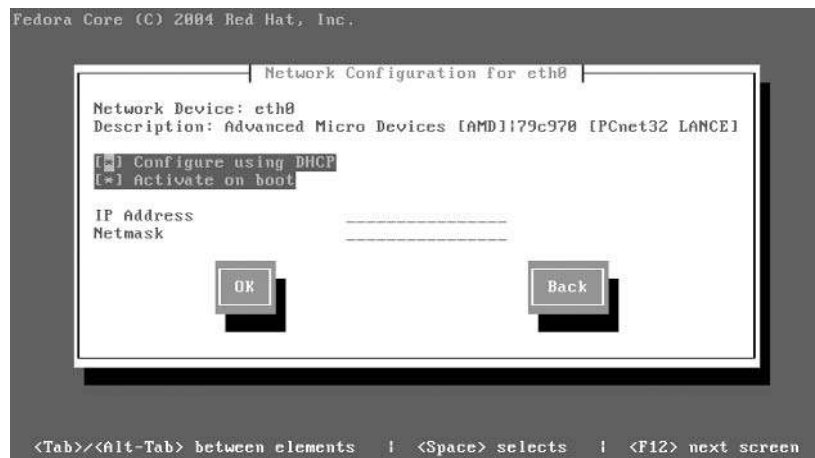 Fedora Core (C) 2004 Red Hat, Inc.
Network Configuration for eth0
Network Device: eth0
Description: Advanced Micro Devices [AMD]|79c970 [PCnet32 LANCE]
[*] Configure using DHCP
[*] Activate on boot
IP Address ________________
Netmask ________________
OK Back
<Tab>/<Alt-Tab> between elements | <Space> selects | <F12> next screen